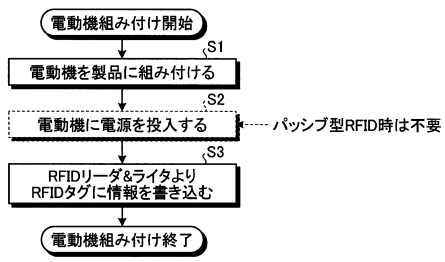 電動機組み付け開始
S1
電動機を製品に組み付ける
S2
電動機に電源を投入する
パッシブ型RFID時は不要
S3
RFIDリーダ&ライタより
RFIDタグに情報を書き込む
電動機組み付け終了